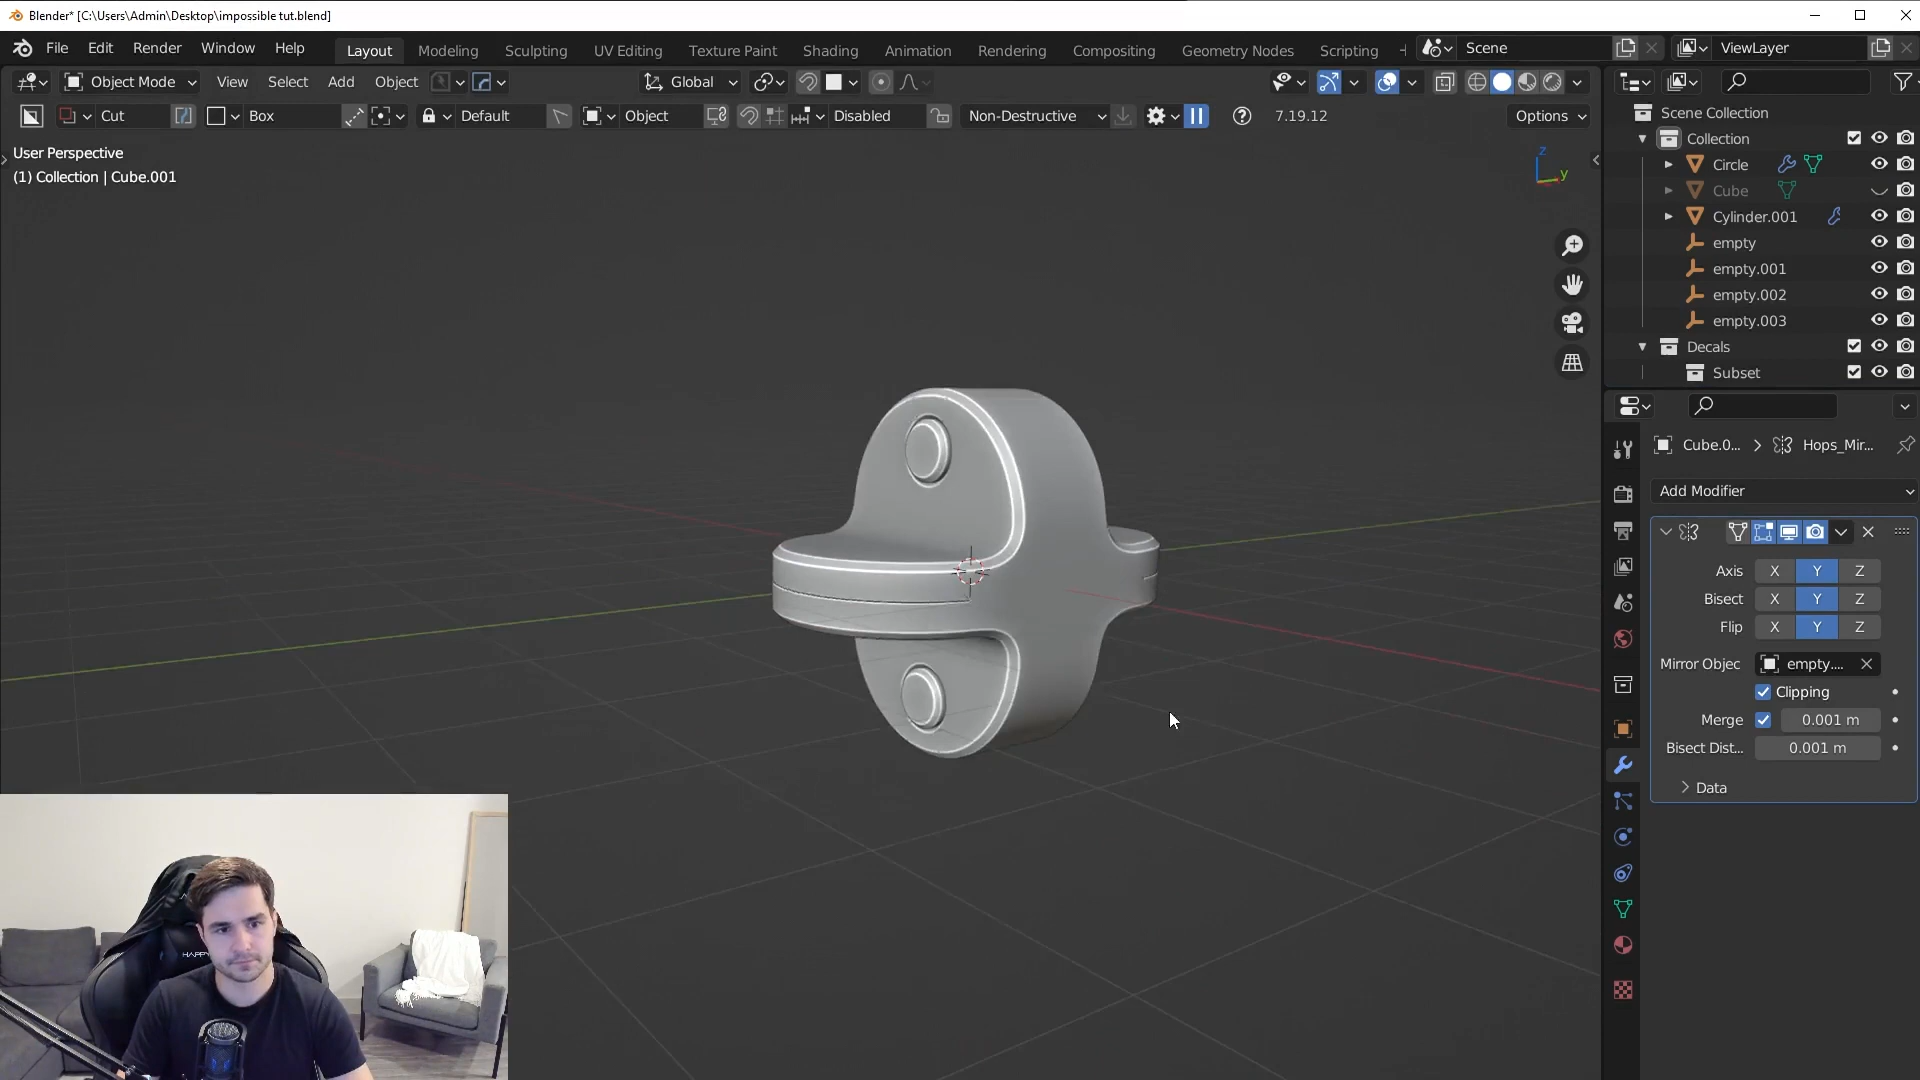 Blender* [C:\Users\Admin\Desktop\impossible tut.blend]
File Edit Render Window Help Layout Modeling Sculpting UV Editing Texture Paint Shading Animation Rendering Compositing Geometry Nodes Scripting Scene ViewLayer
Object Mode View Select Add Object Global
Cut Box Default Object Disabled Non-Destructive 7.19.12 Options
User Perspective
(1) Collection | Cube.001
z
y
Scene Collection
Collection
Circle
Cube
Cylinder.001
empty
empty.001
empty.002
empty.003
Decals
Subset
Cube.0... Hops_Mir...
Add Modifier
Axis X Y Z
Bisect X Y Z
Flip X Y Z
Mirror Objec empty....
Clipping
Merge 0.001 m
Bisect Dist... 0.001 m
Data
HAPPY